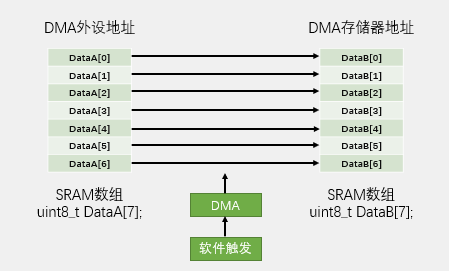 DMA外设地址
DMA存储器地址
DataA[0]
DataB[0]
DataA[1]
DataB[1]
DataA[2]
DataB[2]
DataA[3]
DataB[3]
DataA[4]
DataB[4]
DataA[5]
DataB[5]
DataA[6]
DataB[6]
SRAM数组
uint8_t DataA[7];
SRAM数组
uint8_t DataB[7];
DMA
软件触发